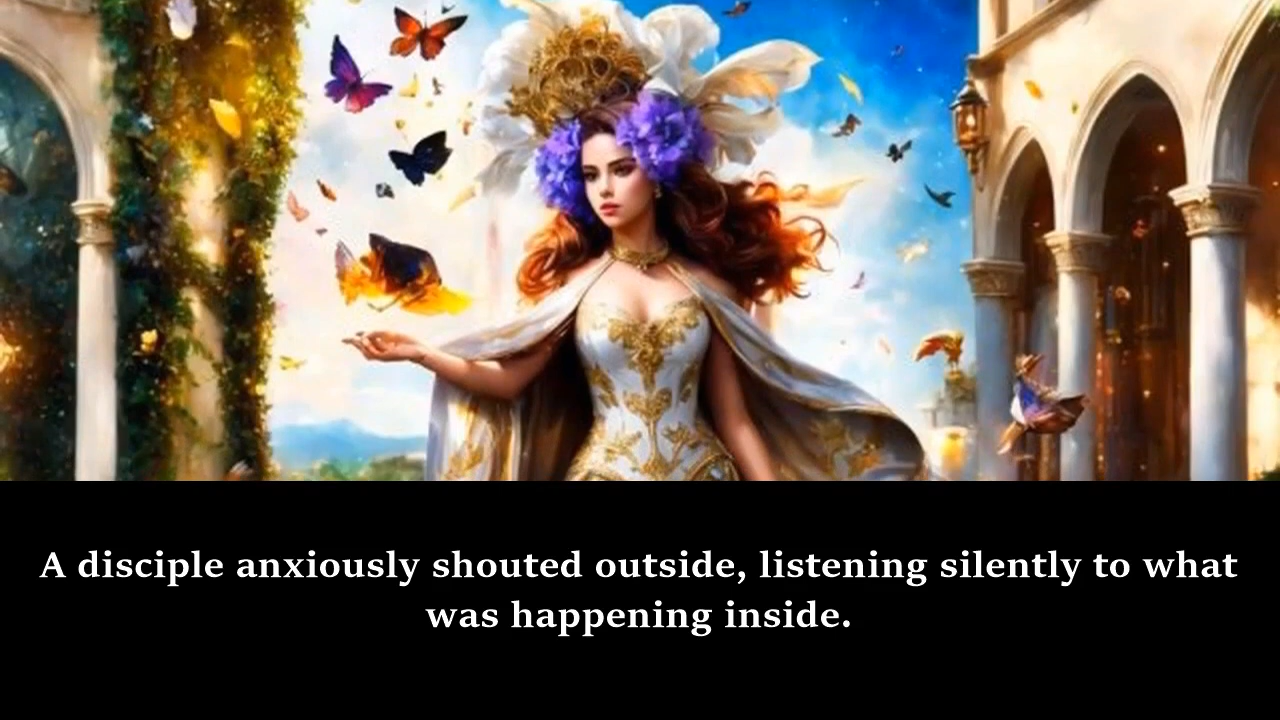 A disciple anxiously shouted outside, listening silently to what
was happening inside.